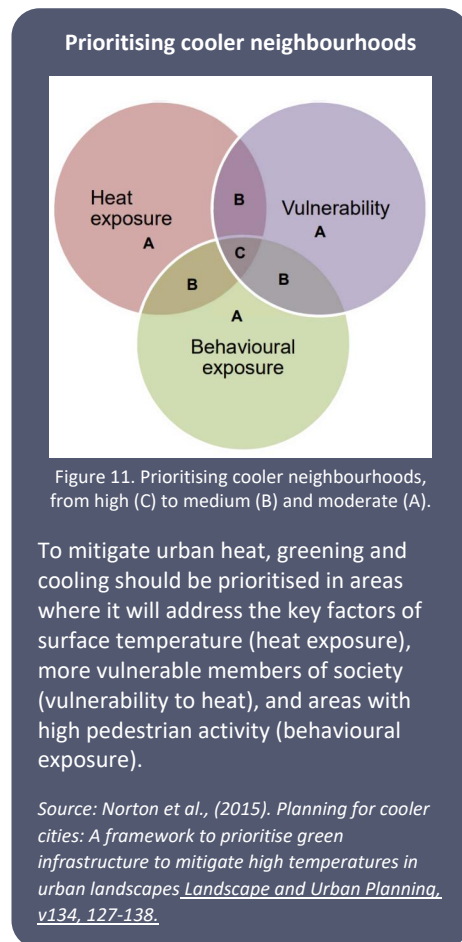 Prioritising cooler neighbourhoods
Heat
exposure
A
B
Vulnerability
A
C
B
B
A
Behavioural
exposure
Figure 11. Prioritising cooler neighbourhoods,
from high (C) to medium (B) and moderate (A).
To mitigate urban heat, greening and
cooling should be prioritised in areas
where it will address the key factors of
surface temperature (heat exposure),
more vulnerable members of society
(vulnerability to heat), and areas with
high pedestrian activity (behavioural
exposure).
Source: Norton et al., (2015). Planning for cooler
cities: A framework to prioritise green
infrastructure to mitigate high temperatures in
urban landscapes Landscape and Urban Planning,
v134, 127-138.